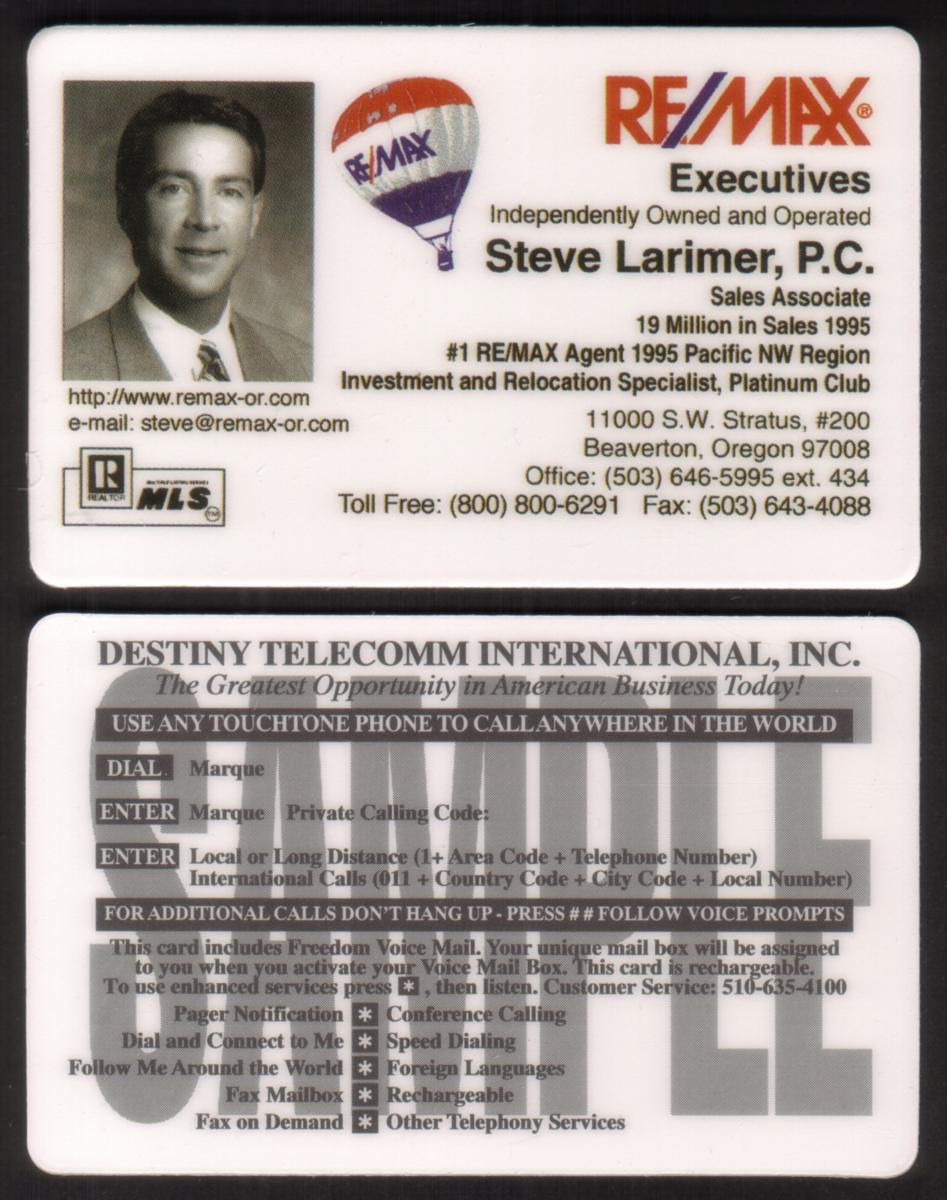 RE/MAX
RE/MAX®
Executives
Independently Owned and Operated
Steve Larimer, P.C.
Sales Associate
19 Million in Sales 1995
#1 RE/MAX Agent 1995 Pacific NW Region
Investment and Relocation Specialist, Platinum Club
http://www.remax-or.com
e-mail: steve@remax-or.com
11000 S.W. Stratus, #200
Beaverton, Oregon 97008
Office: (503) 646-5995 ext. 434
Toll Free: (800) 800-6291 Fax: (503) 643-4088
R
REALTOR
MULTIPLE LISTING SERVICE
MLS
TM
DESTINY TELECOMM INTERNATIONAL, INC.
The Greatest Opportunity in American Business Today!
USE ANY TOUCHTONE PHONE TO CALL ANYWHERE IN THE WORLD
DIAL Marque
ENTER Marque Private Calling Code:
ENTER Local or Long Distance (1+ Area Code + Telephone Number)
International Calls (011 + Country Code + City Code + Local Number)
FOR ADDITIONAL CALLS DON'T HANG UP - PRESS # # FOLLOW VOICE PROMPTS
This card includes Freedom Voice Mail. Your unique mail box will be assigned
to you when you activate your Voice Mail Box. This card is rechargeable.
To use enhanced services press *, then listen. Customer Service: 510-635-4100
Pager Notification * Conference Calling
Dial and Connect to Me * Speed Dialing
Follow Me Around the World * Foreign Languages
Fax Mailbox * Rechargeable
Fax on Demand * Other Telephony Services
SAMPLE
SAMPLE